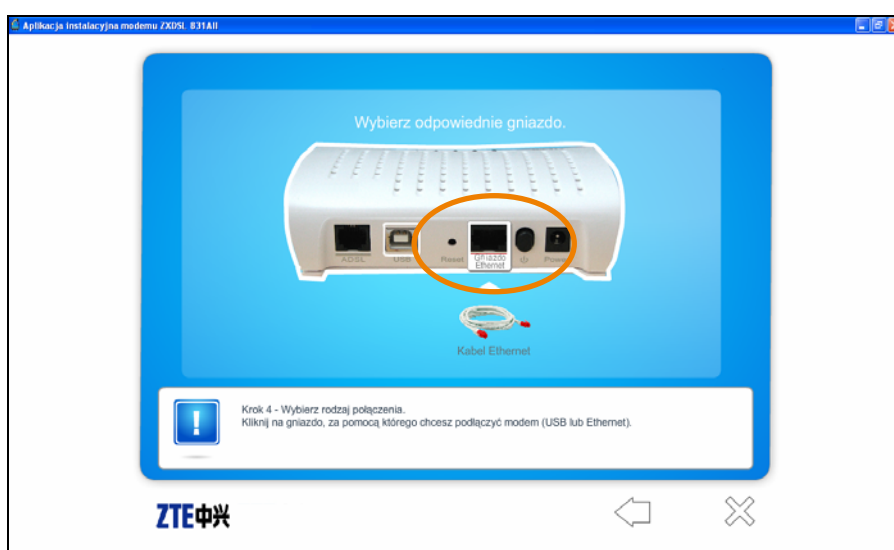 Aplikacja instalacyjna modemu ZXDSL 831AII
Wybierz odpowiednie gniazdo.
ADSL
USB
Reset
Gniazdo
Ethernet
Power
Kabel Ethernet
Krok 4 - Wybierz rodzaj połączenia.
Kliknij na gniazdo, za pomocą którego chcesz podłączyć modem (USB lub Ethernet).
ZTE中兴